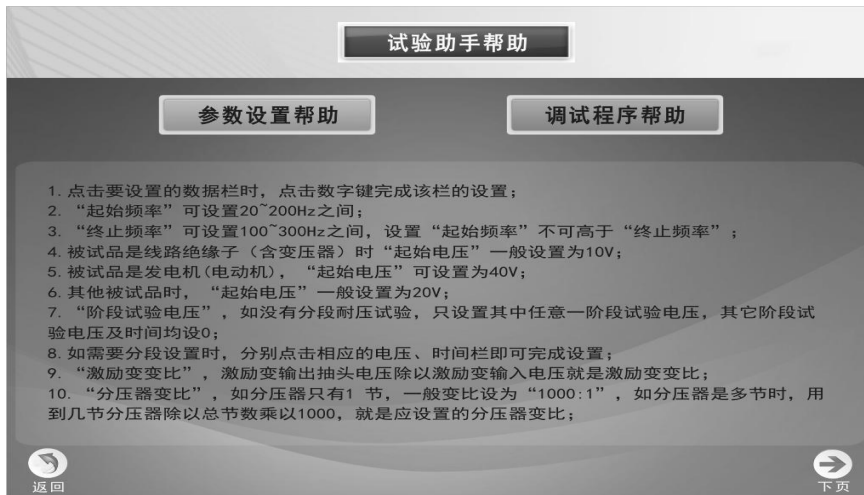 试验助手帮助
参数设置帮助 调试程序帮助
1. 点击要设置的数据栏时，点击数字键完成该栏的设置；
2. “起始频率”可设置20~200Hz之间；
3. “终止频率”可设置100~300Hz之间，设置“起始频率”不可高于“终止频率”；
4. 被试品是线路绝缘子（含变压器）时“起始电压”一般设置为10V；
5. 被试品是发电机(电动机)，“起始电压”可设置为40V；
6. 其他被试品时，“起始电压”一般设置为20V；
7. “阶段试验电压”，如没有分段耐压试验，只设置其中任意一阶段试验电压，其它阶段试
验电压及时间均设0；
8. 如需要分段设置时，分别点击相应的电压、时间栏即可完成设置；
9. “激励变变比”，激励变输出抽头电压除以激励变输入电压就是激励变变比；
10. “分压器变比”，如分压器只有1 节，一般变比设为“1000:1”，如分压器是多节时，用
到几节分压器除以总节数乘以1000，就是应设置的分压器变比；
返回 下页